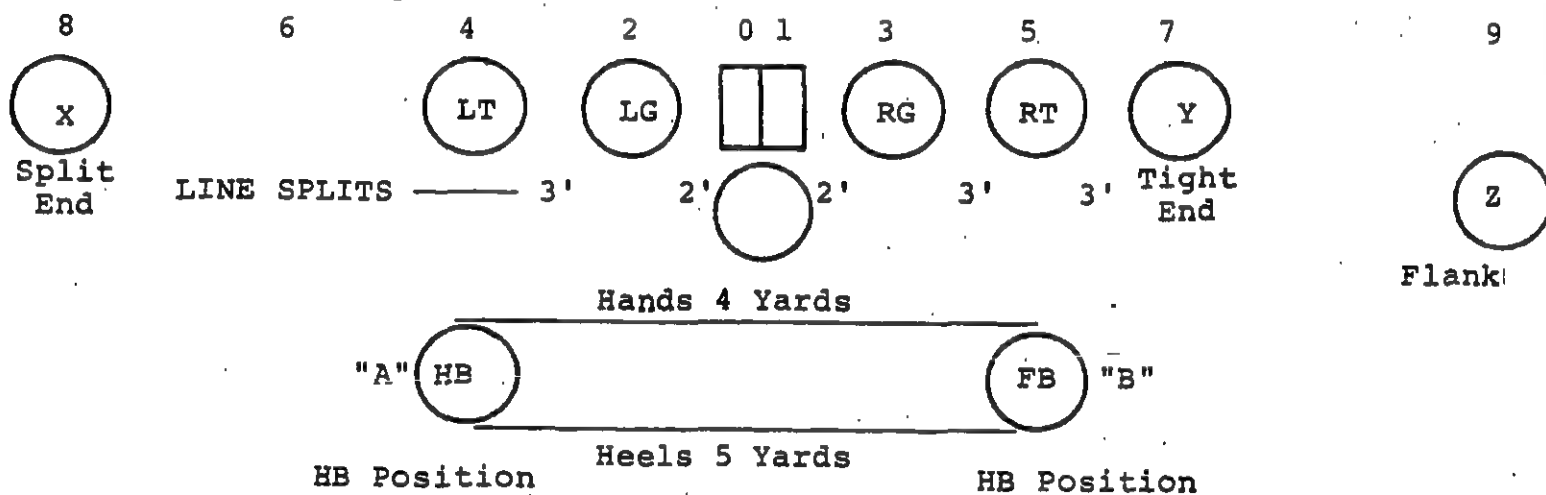 8 6 4 2 0 1 3 5 7 9
X LT LG RG RT Y
Split End
LINE SPLITS 3' 2' 2' 3' 3'
Tight End
Z
Flank
Hands 4 Yards
"A" HB FB "B"
Heels 5 Yards
HB Position HB Position